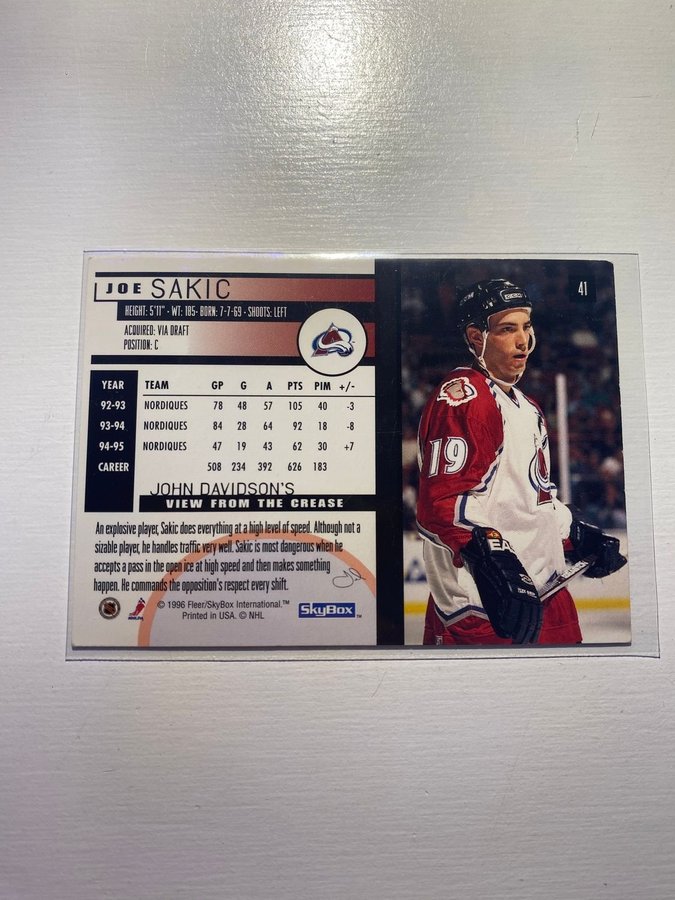 JOE SAKIC
HEIGHT: 5'11" - WT: 185- BORN: 7-7-69 - SHOOTS: LEFT
ACQUIRED: VIA DRAFT
POSITION: C
YEAR TEAM GP G A PTS PIM +/-
92-93 NORDIQUES 78 48 57 105 40 -3
93-94 NORDIQUES 84 28 64 92 18 -8
94-95 NORDIQUES 47 19 43 62 30 +7
CAREER 508 234 392 626 183
JOHN DAVIDSON'S
VIEW FROM THE CREASE
An explosive player, Sakic does everything at a high level of speed. Although not a
sizable player, he handles traffic very well. Sakic is most dangerous when he
accepts a pass in the open ice at high speed and then makes something
happen. He commands the opposition's respect every shift.
© 1996 Fleer/SkyBox International.™
Printed in USA. © NHL
SkyBox™
41
19